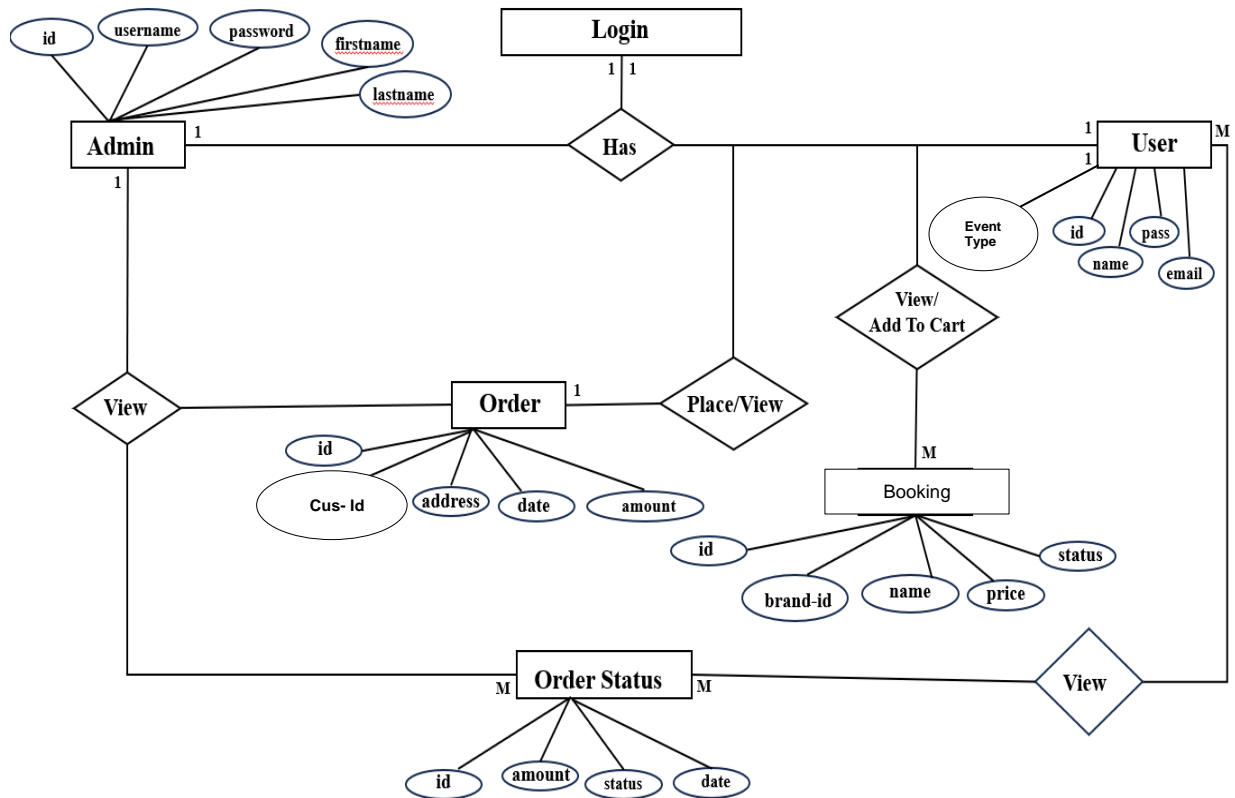 Login
id
username
password
firstname
lastname
1 1
Admin
1
1
Has
1
1
User
M
Event
Type
id
name
pass
email
View/
Add To Cart
View
Order
1
Place/View
id
Cus- Id
address
date
amount
M
Booking
id
brand-id
name
price
status
Order Status
M
M
View
id
amount
status
date